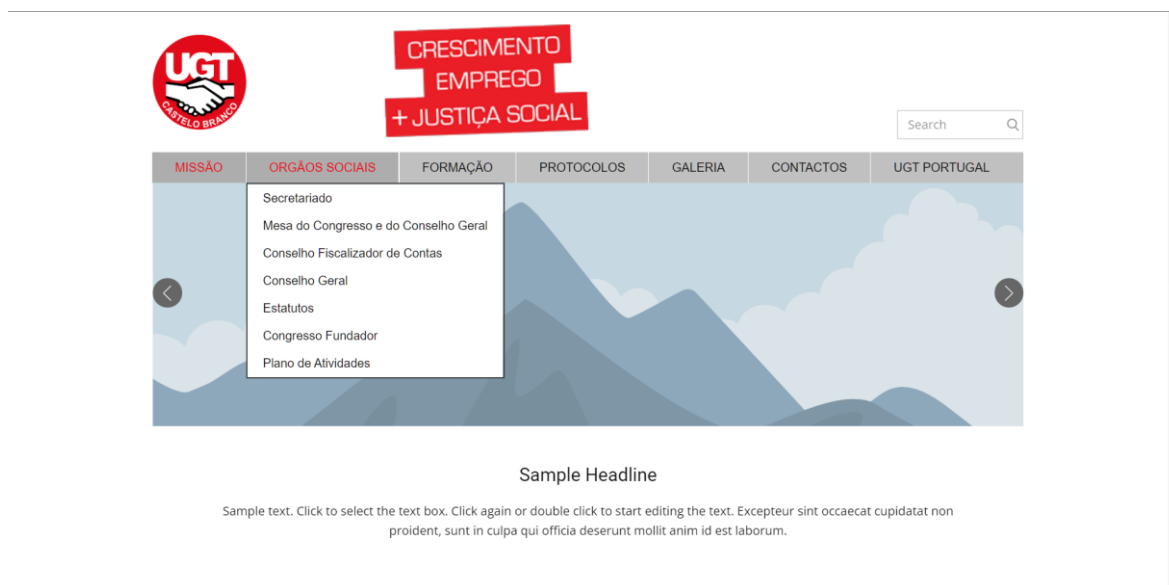 UGT
CASTELO BRANCO
CRESCIMENTO
EMPREGO
+ JUSTIÇA SOCIAL
Search
MISSÃO ORGÃOS SOCIAIS FORMAÇÃO PROTOCOLOS GALERIA CONTACTOS UGT PORTUGAL
Secretariado
Mesa do Congresso e do Conselho Geral
Conselho Fiscalizador de Contas
Conselho Geral
Estatutos
Congresso Fundador
Plano de Atividades
Sample Headline
Sample text. Click to select the text box. Click again or double click to start editing the text. Excepteur sint occaecat cupidatat non
proident, sunt in culpa qui officia deserunt mollit anim id est laborum.